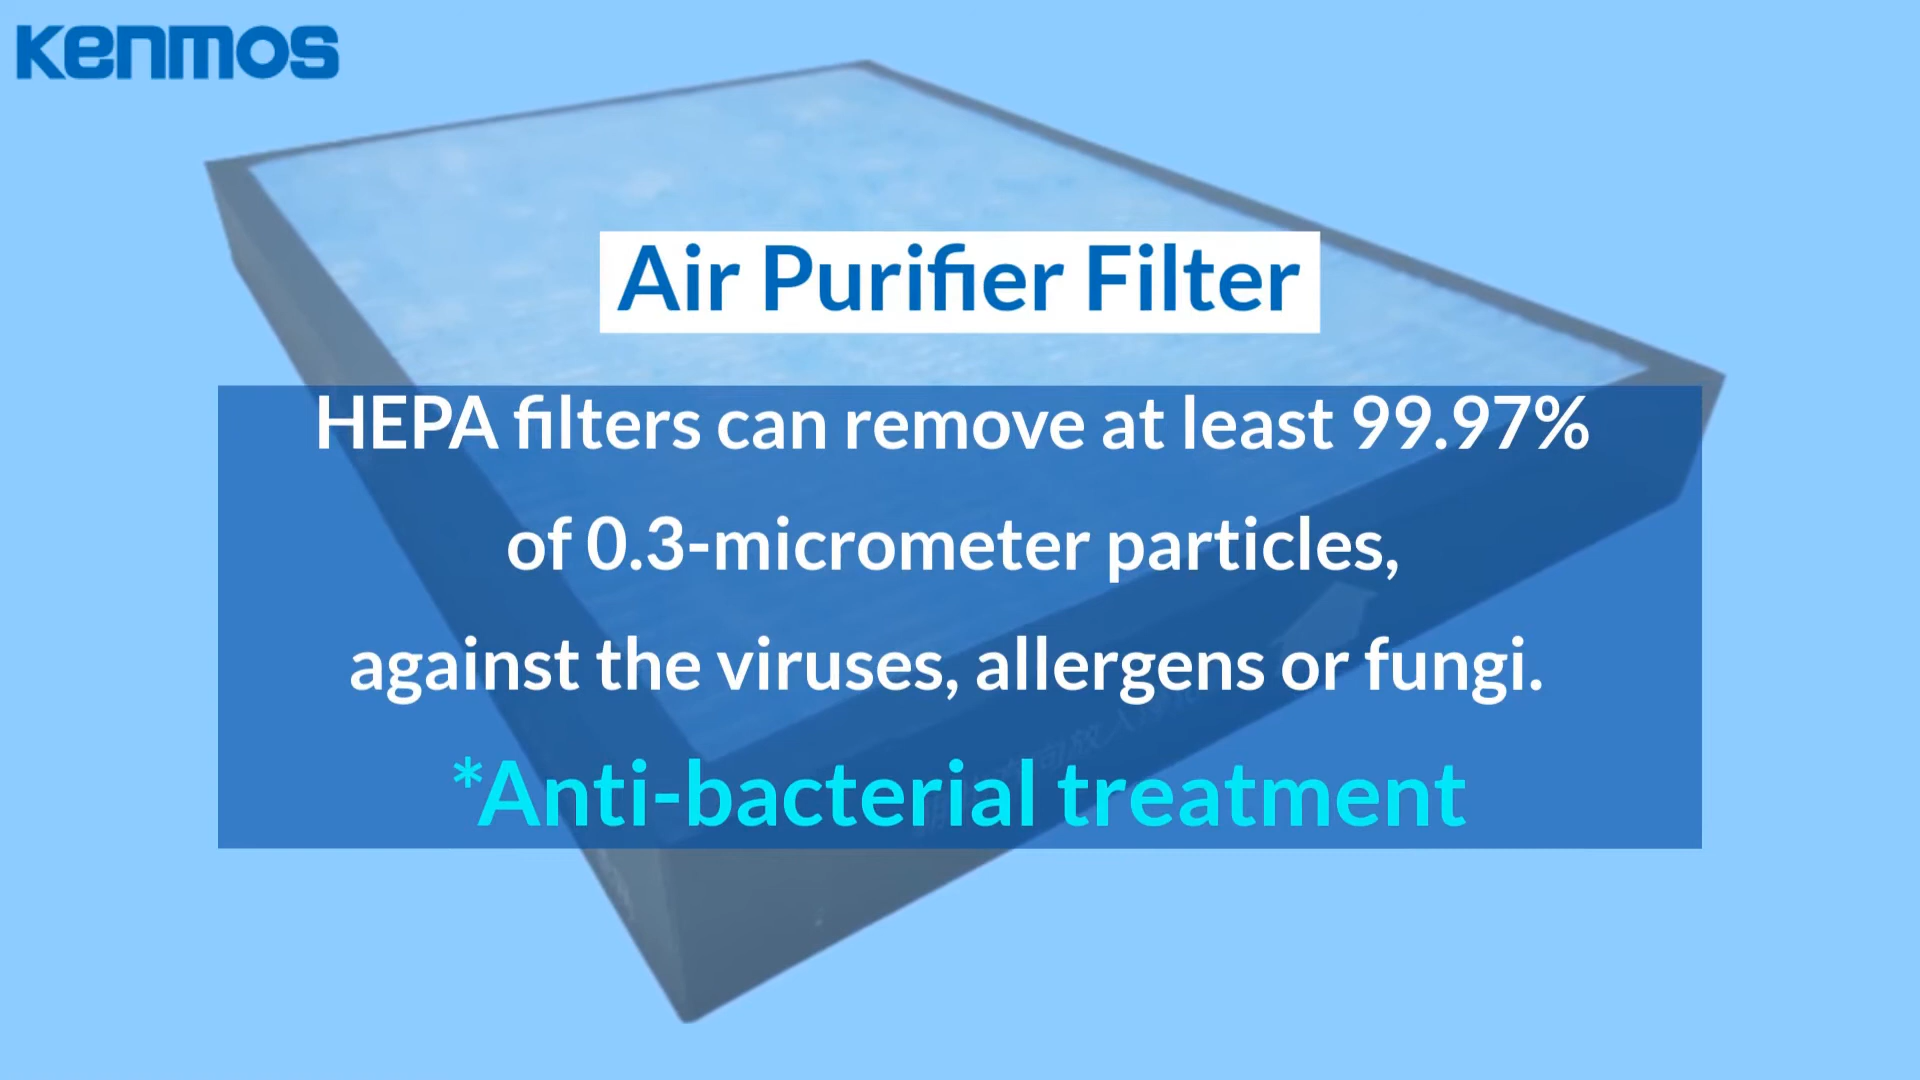 Kenmos
Air Purifier Filter
HEPA filters can remove at least 99.97%
of 0.3-micrometer particles,
against the viruses, allergens or fungi.
*Anti-bacterial treatment